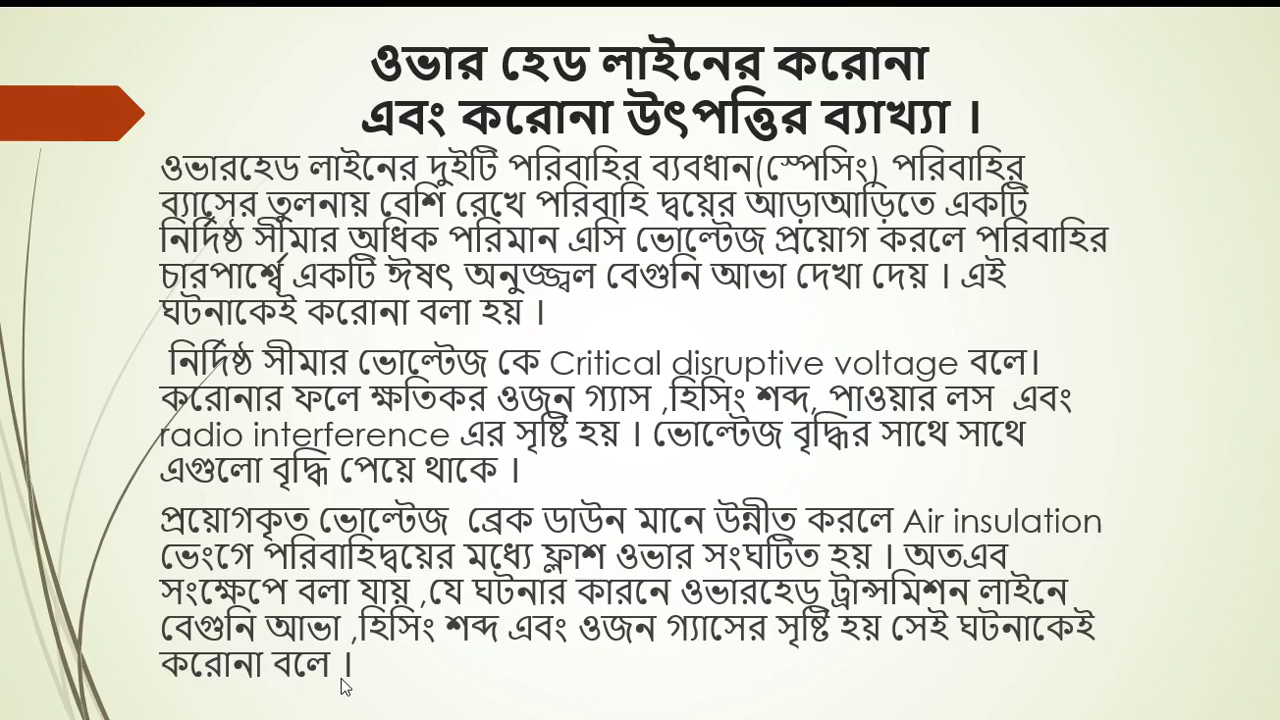 ওভার হেড লাইনের করোনা
এবং করোনা উৎপত্তির ব্যাখ্যা ।
ওভারহেড লাইনের দুইটি পরিবাহির ব্যবধান(স্পেসিং) পরিবাহির
ব্যাসের তুলনায় বেশি রেখে পরিবাহি দ্বয়ের আড়াআড়িতে একটি
নির্দিষ্ঠ সীমার অধিক পরিমান এসি ভোল্টেজ প্রয়োগ করলে পরিবাহির
চারপার্শ্বে একটি ঈষৎ অনুজ্জ্বল বেগুনি আভা দেখা দেয় । এই
ঘটনাকেই করোনা বলা হয় ।
নির্দিষ্ঠ সীমার ভোল্টেজ কে Critical disruptive voltage বলে।
করোনার ফলে ক্ষতিকর ওজন গ্যাস ,হিসিং শব্দ, পাওয়ার লস এবং
radio interference এর সৃষ্টি হয় । ভোল্টেজ বৃদ্ধির সাথে সাথে
এগুলো বৃদ্ধি পেয়ে থাকে ।
প্রয়োগকৃত ভোল্টেজ ব্রেক ডাউন মানে উন্নীত করলে Air insulation
ভেংগে পরিবাহিদ্বয়ের মধ্যে ফ্লাশ ওভার সংঘটিত হয় । অতএব
সংক্ষেপে বলা যায় ,যে ঘটনার কারনে ওভারহেড ট্রান্সমিশন লাইনে
বেগুনি আভা ,হিসিং শব্দ এবং ওজন গ্যাসের সৃষ্টি হয় সেই ঘটনাকেই
করোনা বলে ।